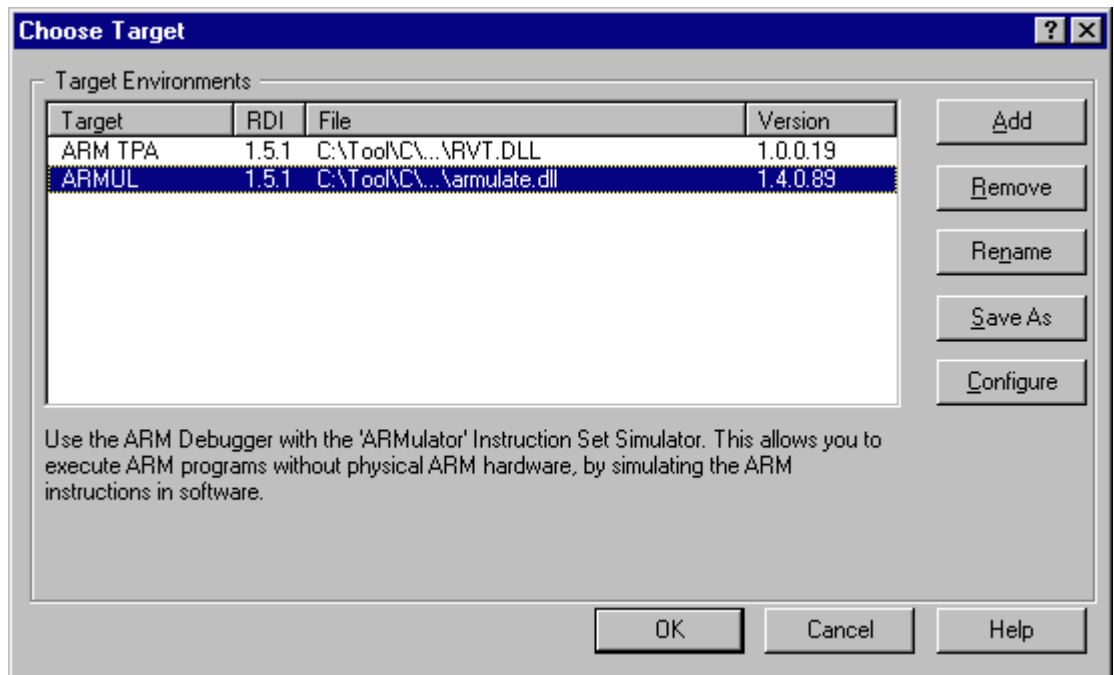 Choose Target
Target Environments
Target RDI File Version
ARM TPA 1.5.1 C:\Tool\C\...\RVT.DLL 1.0.0.19
ARMUL 1.5.1 C:\Tool\C\...\armulate.dll 1.4.0.89
Add
Remove
Rename
Save As
Configure
Use the ARM Debugger with the 'ARMulator' Instruction Set Simulator. This allows you to
execute ARM programs without physical ARM hardware, by simulating the ARM
instructions in software.
OK Cancel Help